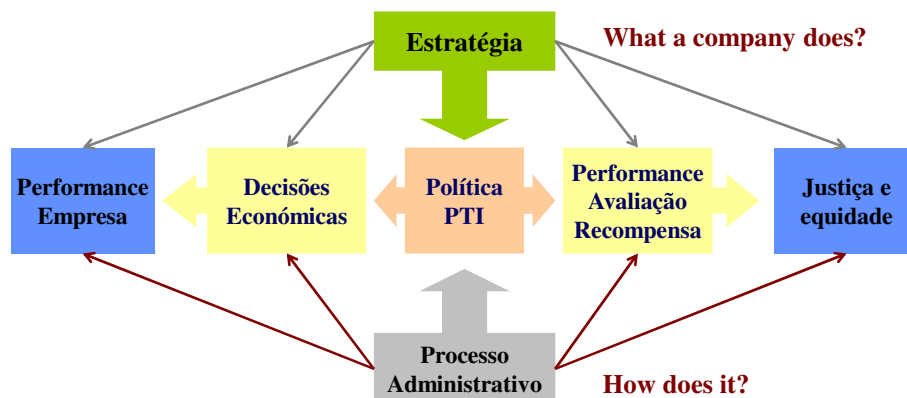 Estratégia
What a company does?
Performance
Empresa
Decisões
Económicas
Política
PTI
Performance
Avaliação
Recompensa
Justiça e
equidade
Processo
Administrativo
How does it?